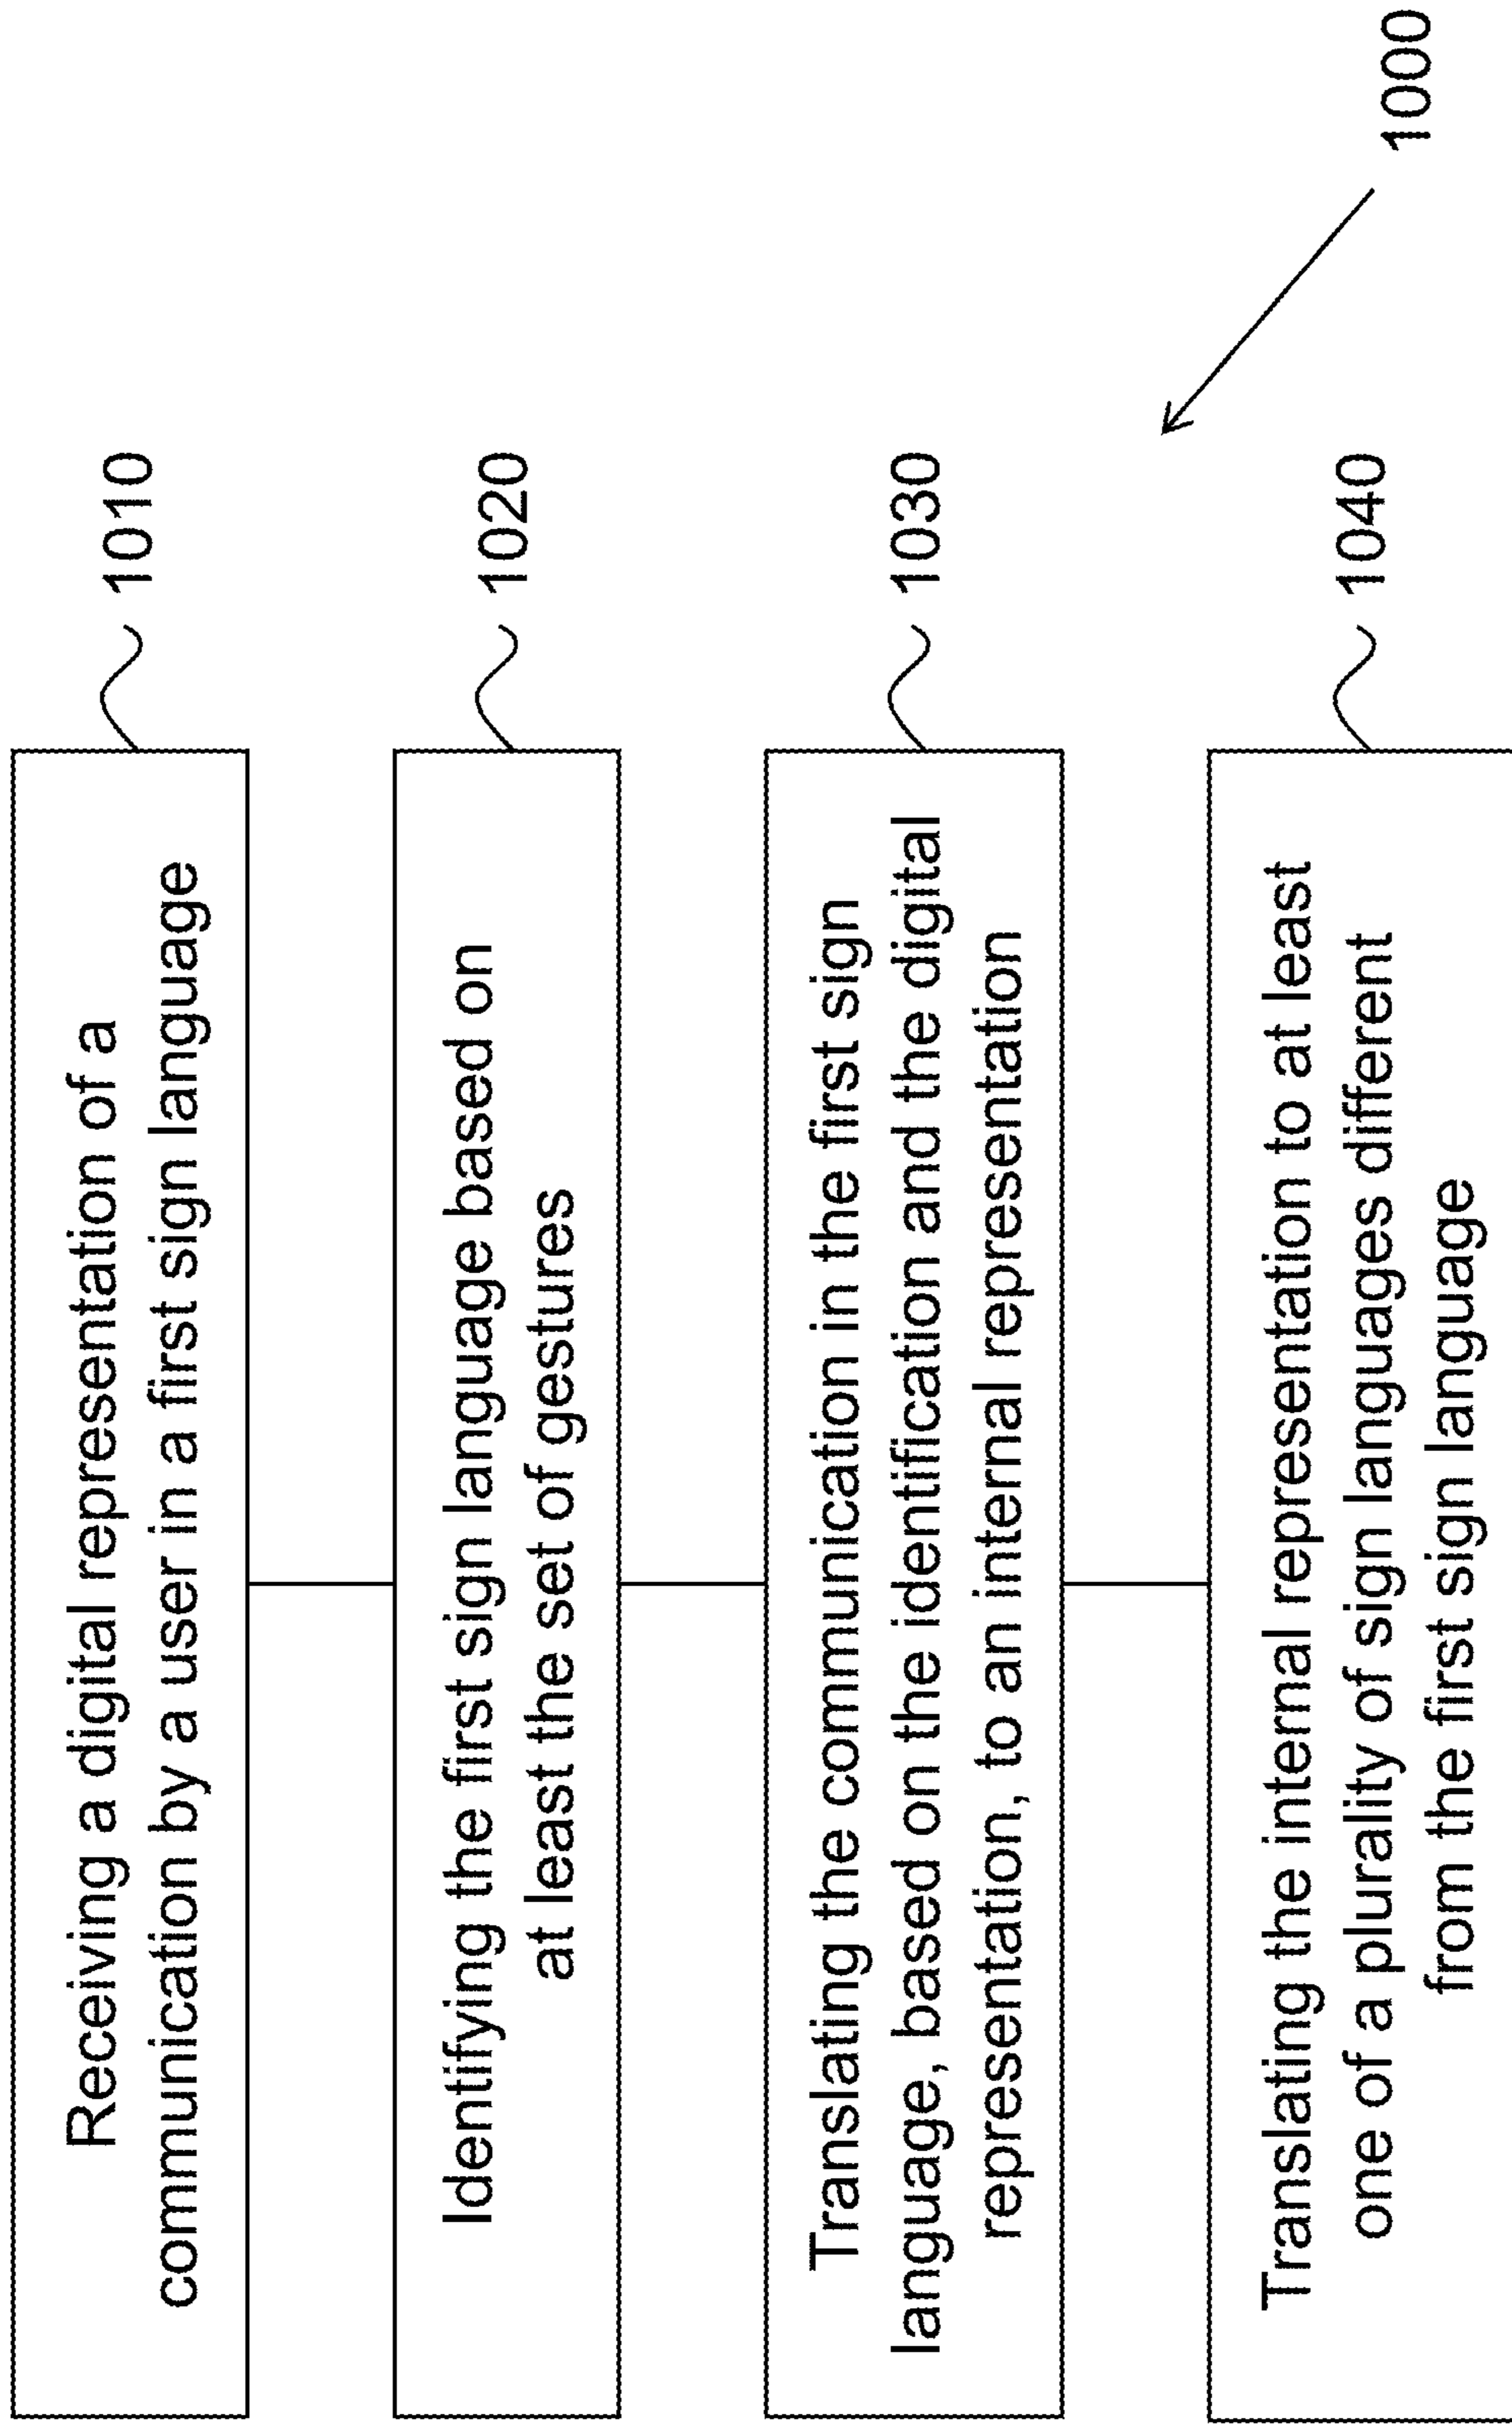 Receiving a digital representation of a
communication by a user in a first sign language
1010
Identifying the first sign language based on
at least the set of gestures
1020
Translating the communication in the first sign
language, based on the identification and the digital
representation, to an internal representation
1030
Translating the internal representation to at least
one of a plurality of sign languages different
from the first sign language
1040
1000